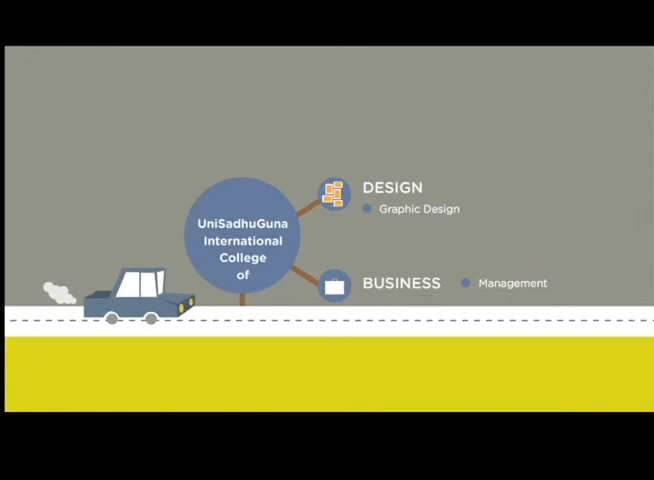 UniSadhuGuna
International
College
of
DESIGN
Graphic Design
BUSINESS
Management